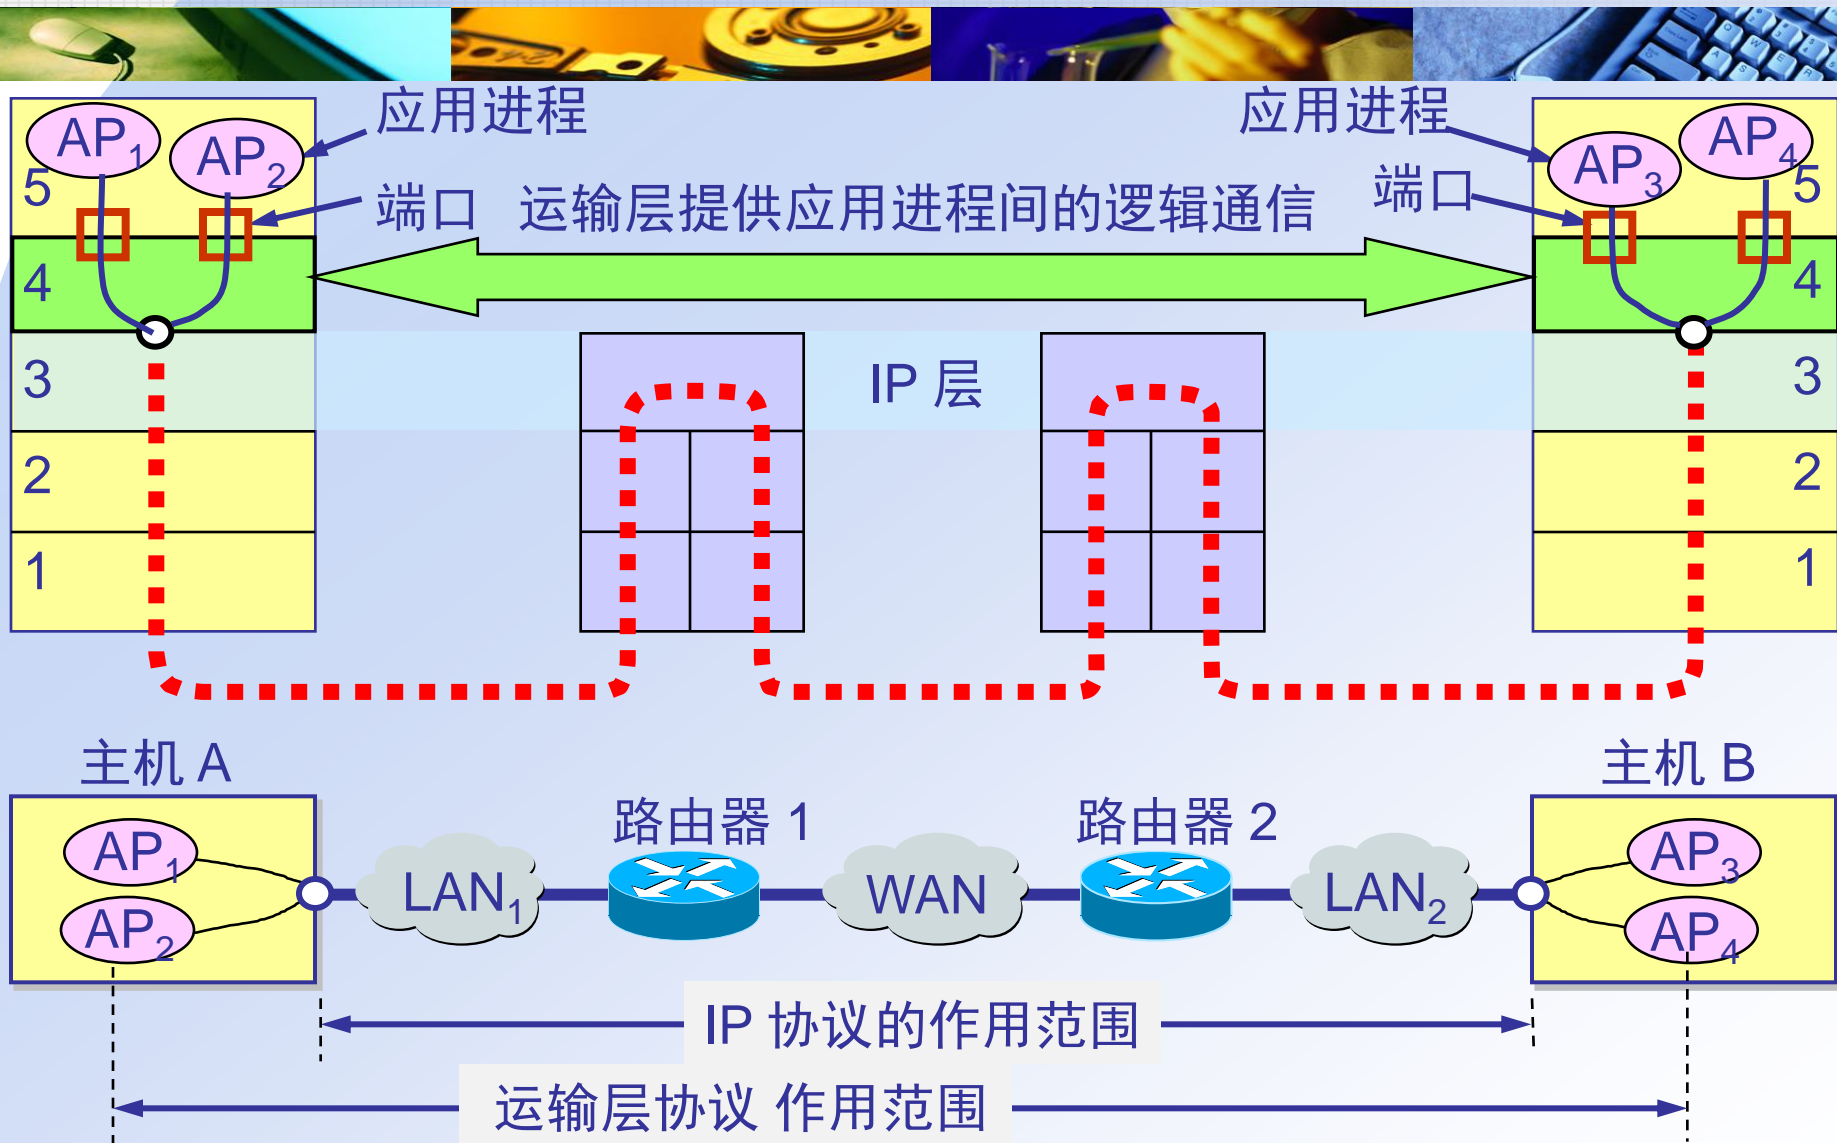 应用进程
应用进程
AP1
AP2
AP3
AP4
5
端口
运输层提供应用进程间的逻辑通信
端口
5
4
4
3
IP 层
3
2
2
1
1
主机 A
主机 B
路由器 1
路由器 2
AP1
AP2
LAN1
WAN
LAN2
AP3
AP4
IP 协议的作用范围
运输层协议 作用范围